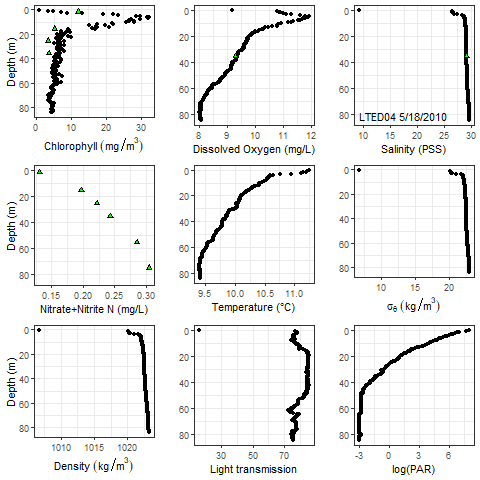 0
20
40
60
80
Depth (m)
0 10 20 30
Chlorophyll (mg/m³)
0
20
40
60
80
8 9 10 11 12
Dissolved Oxygen (mg/L)
0
20
40
60
80
LTED04 5/18/2010
10 15 20 25 30
Salinity (PSS)
0
20
40
60
80
Depth (m)
0.15 0.20 0.25 0.30
Nitrate+Nitrite N (mg/L)
0
20
40
60
80
9.5 10.0 10.5 11.0
Temperature (°C)
0
20
40
60
80
10 15 20
σ₀ (kg/m³)
0
20
40
60
80
Depth (m)
1010 1020
Density (kg/m³)
0
20
40
60
80
30 50 70
Light transmission
0
20
40
60
80
-3 0 3 6
log(PAR)